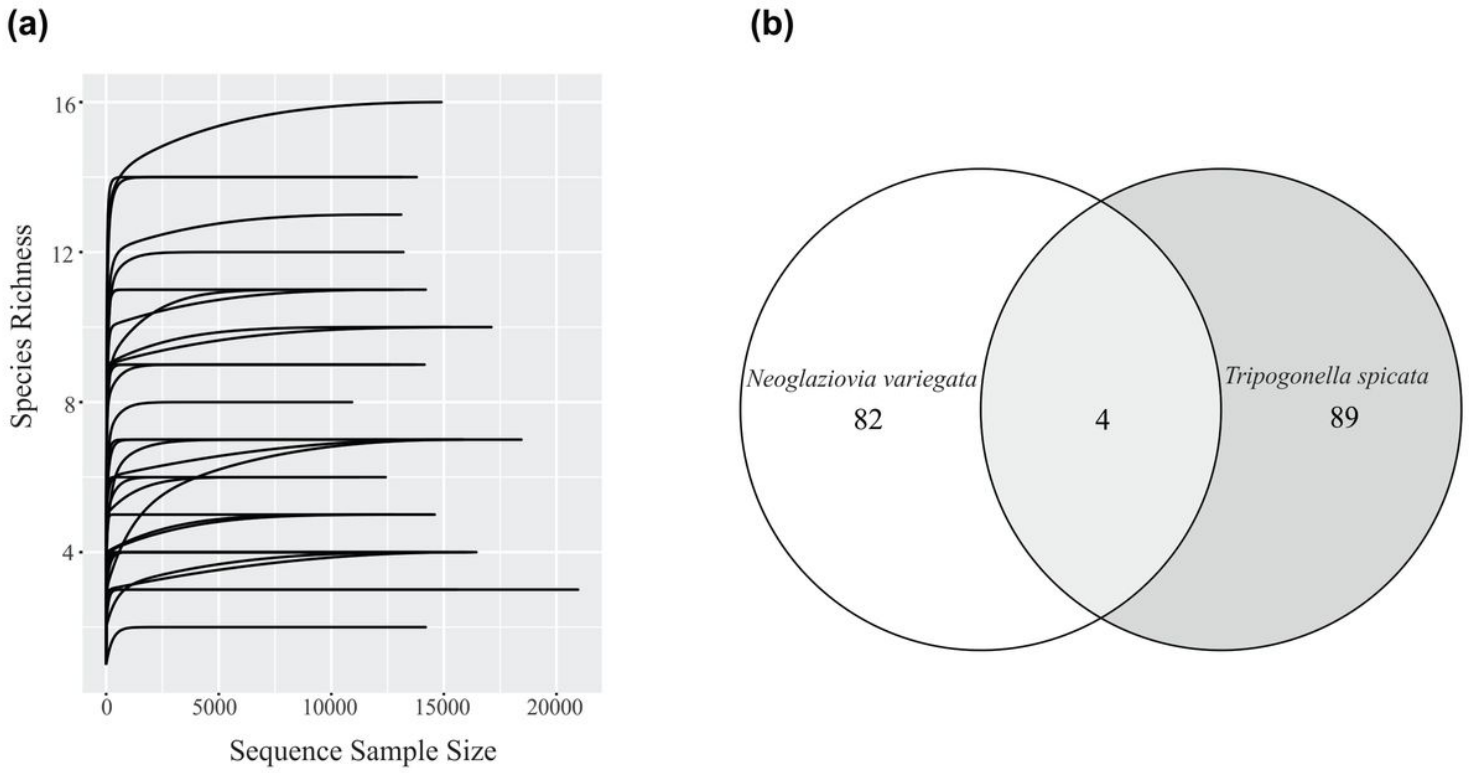 (a)
(b)
16
12
8
4
Species Richness
0 5000 10000 15000 20000
Sequence Sample Size
Neoglaziovia variegata
82
4
Tripogonella spicata
89